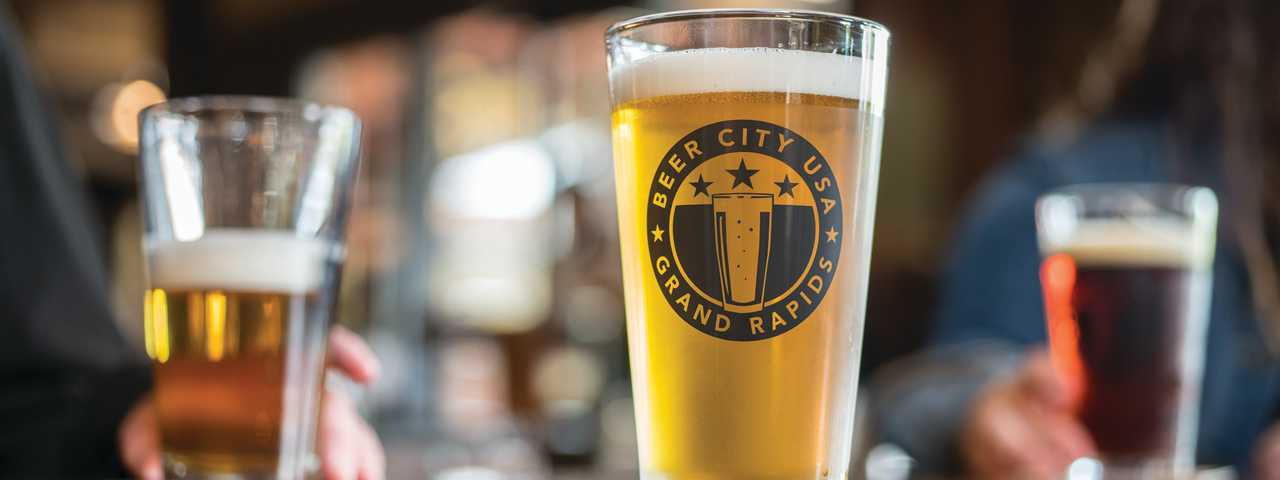 BEER CITY USA
GRAND RAPIDS